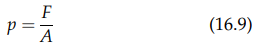 p = F/A (16.9)